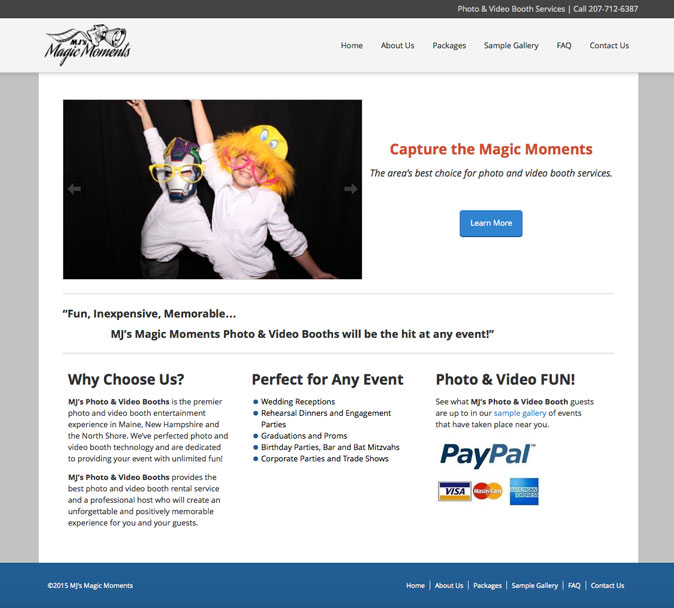 Photo & Video Booth Services | Call 207-712-6387
MJ's
Magic Moments
Home About Us Packages Sample Gallery FAQ Contact Us
Capture the Magic Moments
The area's best choice for photo and video booth services.
Learn More
“Fun, Inexpensive, Memorable…
MJ's Magic Moments Photo & Video Booths will be the hit at any event!”
Why Choose Us?
MJ's Photo & Video Booths is the premier
photo and video booth entertainment
experience in Maine, New Hampshire and
the North Shore. We've perfected photo and
video booth technology and are dedicated
to providing your event with unlimited fun!
MJ's Photo & Video Booths provides the
best photo and video booth rental service
and a professional host who will create an
unforgettable and positively memorable
experience for you and your guests.
Perfect for Any Event
Wedding Receptions
Rehearsal Dinners and Engagement
Parties
Graduations and Proms
Birthday Parties, Bar and Bat Mitzvahs
Corporate Parties and Trade Shows
Photo & Video FUN!
See what MJ's Photo & Video Booth guests
are up to in our sample gallery of events
that have taken place near you.
PayPal™
VISA MasterCard AMERICAN EXPRESS
©2015 MJ's Magic Moments
Home | About Us | Packages | Sample Gallery | FAQ | Contact Us